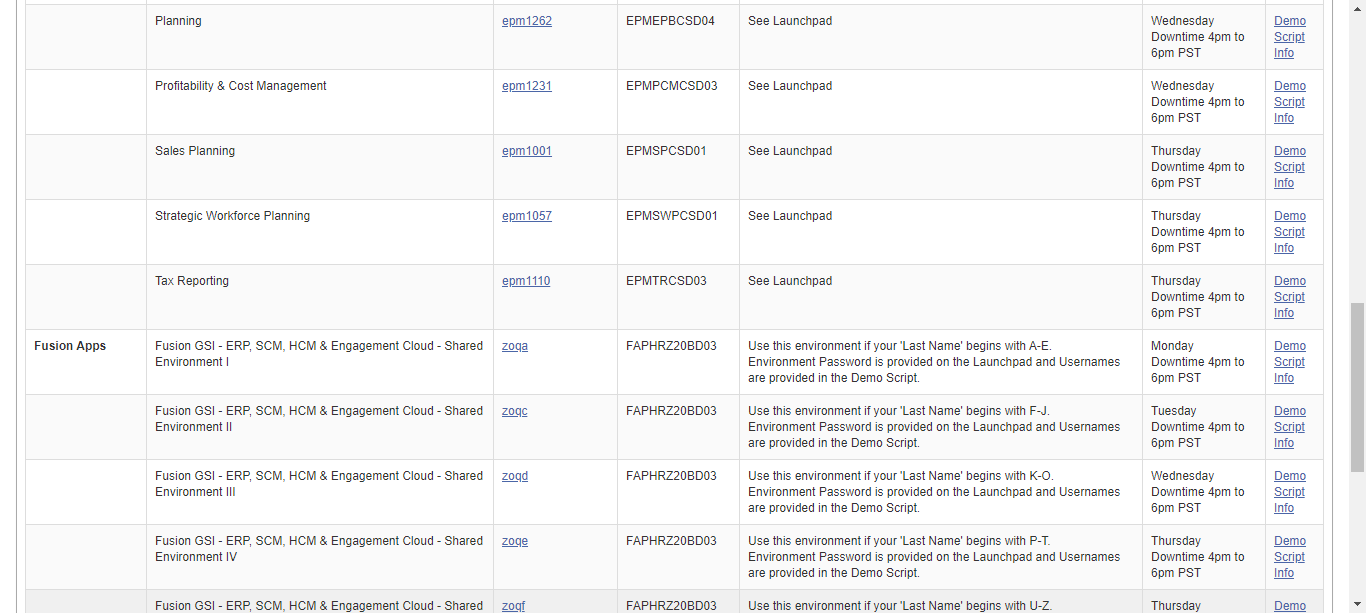 Planning epm1262 EPMEPBCSD04 See Launchpad Wednesday Demo
Downtime 4pm to Script
6pm PST Info
Profitability & Cost Management epm1231 EPMPCMCSD03 See Launchpad Wednesday Demo
Downtime 4pm to Script
6pm PST Info
Sales Planning epm1001 EPMSPCSD01 See Launchpad Thursday Demo
Downtime 4pm to Script
6pm PST Info
Strategic Workforce Planning epm1057 EPMSWPCSD01 See Launchpad Thursday Demo
Downtime 4pm to Script
6pm PST Info
Tax Reporting epm1110 EPMTRCSD03 See Launchpad Thursday Demo
Downtime 4pm to Script
6pm PST Info
Fusion Apps Fusion GSI - ERP, SCM, HCM & Engagement Cloud - Shared zoqa FAPHRZ20BD03 Use this environment if your 'Last Name' begins with A-E. Monday Demo
Environment I Environment Password is provided on the Launchpad and Usernames Downtime 4pm to Script
are provided in the Demo Script. 6pm PST Info
Fusion GSI - ERP, SCM, HCM & Engagement Cloud - Shared zoqc FAPHRZ20BD03 Use this environment if your 'Last Name' begins with F-J. Tuesday Demo
Environment II Environment Password is provided on the Launchpad and Usernames Downtime 4pm to Script
are provided in the Demo Script. 6pm PST Info
Fusion GSI - ERP, SCM, HCM & Engagement Cloud - Shared zoqd FAPHRZ20BD03 Use this environment if your 'Last Name' begins with K-O. Wednesday Demo
Environment III Environment Password is provided on the Launchpad and Usernames Downtime 4pm to Script
are provided in the Demo Script. 6pm PST Info
Fusion GSI - ERP, SCM, HCM & Engagement Cloud - Shared zoqe FAPHRZ20BD03 Use this environment if your 'Last Name' begins with P-T. Thursday Demo
Environment IV Environment Password is provided on the Launchpad and Usernames Downtime 4pm to Script
are provided in the Demo Script. 6pm PST Info
Fusion GSI - ERP, SCM, HCM & Engagement Cloud - Shared zoqf FAPHRZ20BD03 Use this environment if your 'Last Name' begins with U-Z. Thursday Demo